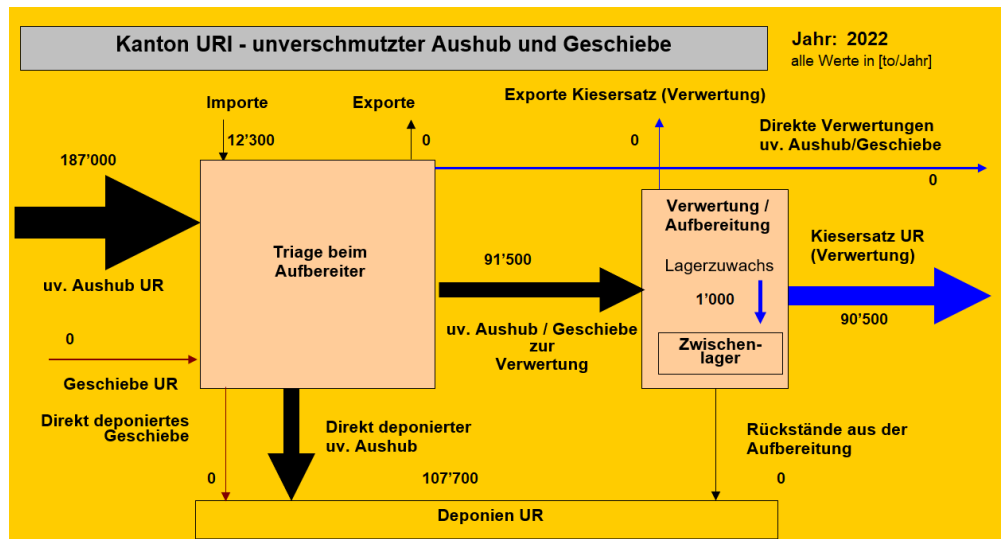 Kanton URI - unverschmutzter Aushub und Geschiebe
Jahr: 2022
alle Werte in [to/Jahr]
Importe
Exporte
Exporte Kiesersatz (Verwertung)
12'300
0
0
Direkte Verwertungen
uv. Aushub/Geschiebe
0
187'000
uv. Aushub UR
Triage beim
Aufbereiter
91'500
uv. Aushub / Geschiebe
zur
Verwertung
Verwertung /
Aufbereitung
Lagerzuwachs
1'000
Zwischen-
lager
Kiesersatz UR
(Verwertung)
90'500
0
Geschiebe UR
Direkt deponiertes
Geschiebe
0
Direkt deponierter
uv. Aushub
107'700
Rückstände aus der
Aufbereitung
0
Deponien UR